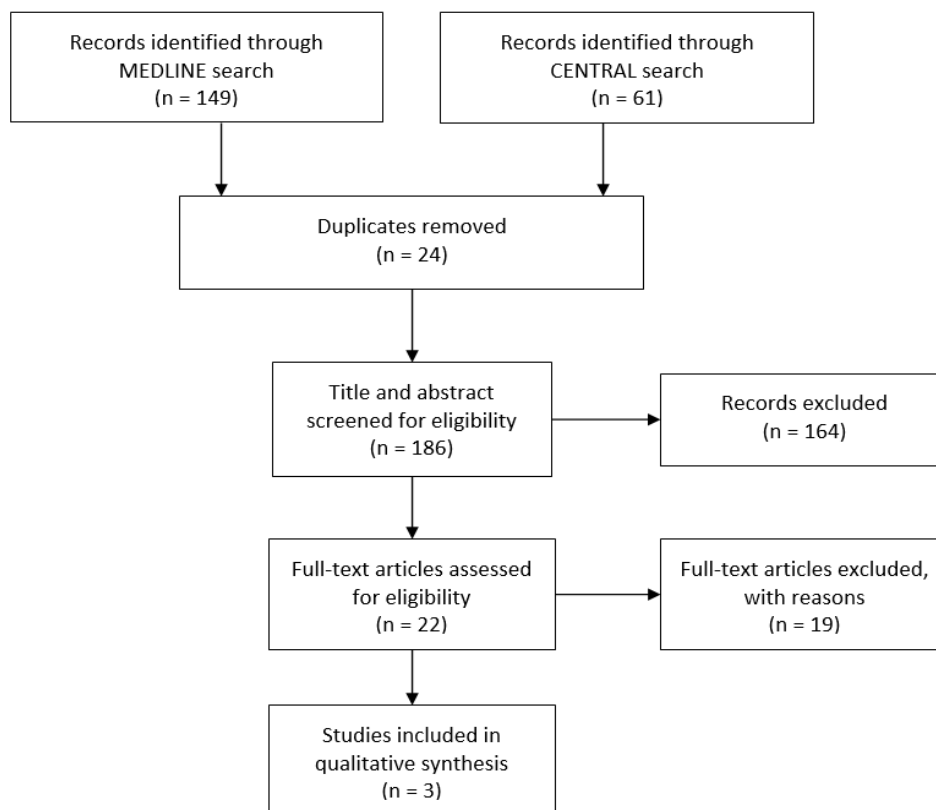 Records identified through
MEDLINE search
(n = 149)
Records identified through
CENTRAL search
(n = 61)
Duplicates removed
(n = 24)
Title and abstract
screened for eligibility
(n = 186)
Records excluded
(n = 164)
Full-text articles assessed
for eligibility
(n = 22)
Full-text articles excluded,
with reasons
(n = 19)
Studies included in
qualitative synthesis
(n = 3)